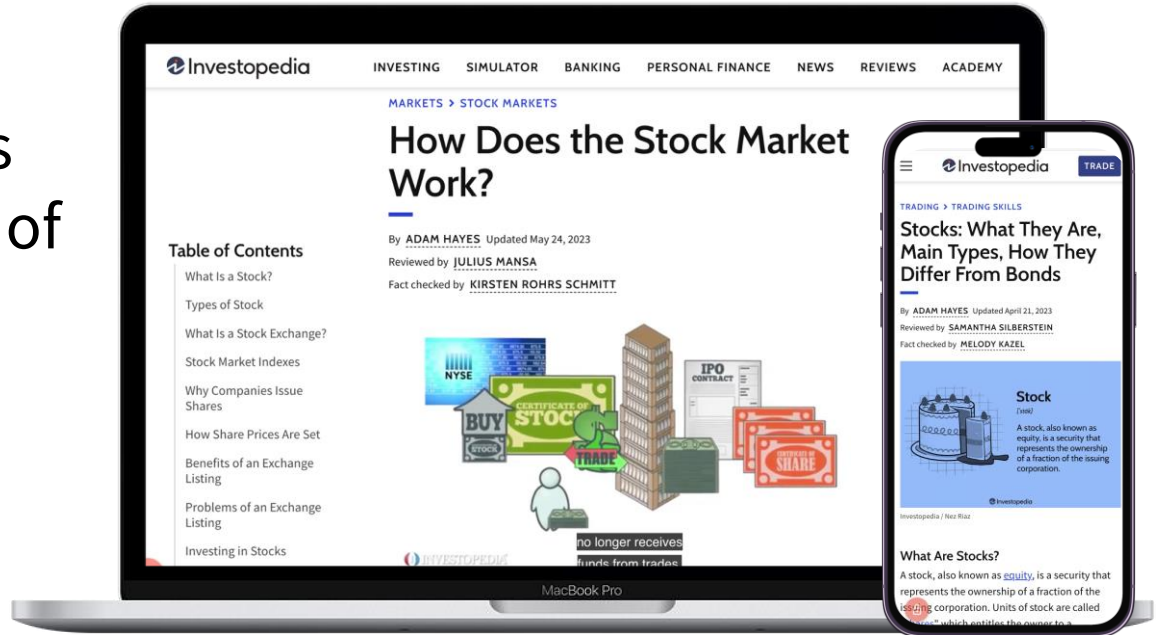 s
of
Investopedia
INVESTING SIMULATOR BANKING PERSONAL FINANCE NEWS REVIEWS ACADEMY
MARKETS > STOCK MARKETS
How Does the Stock Market
Work?
By ADAM HAYES Updated May 24, 2023
Reviewed by JULIUS MANSA
Fact checked by KIRSTEN ROHRS SCHMITT
Table of Contents
What Is a Stock?
Types of Stock
What Is a Stock Exchange?
Stock Market Indexes
Why Companies Issue
Shares
How Share Prices Are Set
Benefits of an Exchange
Listing
Problems of an Exchange
Listing
Investing in Stocks
NYSE
BUY
STOCK
CERTIFICATE OF
STOCK
TRADE
IPO
CONTRACT
CERTIFICATE OF
SHARE
INVESTOPEDIA
no longer receives
funds from trades
MacBook Pro
Investopedia
TRADE
TRADING > TRADING SKILLS
Stocks: What They Are,
Main Types, How They
Differ From Bonds
By ADAM HAYES Updated April 21, 2023
Reviewed by SAMANTHA SILBERSTEIN
Fact checked by MELODY KAZEL
Stock
['stäk]
A stock, also known as
equity, is a security that
represents the ownership
of a fraction of the issuing
corporation.
Investopedia
Investopedia / Nez Riaz
What Are Stocks?
A stock, also known as equity, is a security that
represents the ownership of a fraction of the
issuing corporation. Units of stock are called
"shares" which entitles the owner to a